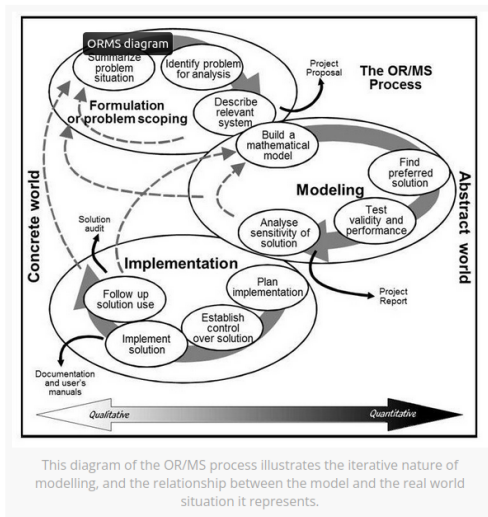 ORMS diagram
Summarize
problem
situation
Identify problem
for analysis
Describe
relevant
system
Formulation
or problem scoping
Project
Proposal
The OR/MS
Process
Build a
mathematical
model
Find
preferred
solution
Modeling
Test
validity and
performance
Analyse
sensitivity of
solution
Concrete world
Abstract world
Solution
audit
Implementation
Plan
implementation
Follow up
solution use
Establish
control
over solution
Implement
solution
Project
Report
Documentation
and user's
manuals
Qualitative
Quantitative
This diagram of the OR/MS process illustrates the iterative nature of
modelling, and the relationship between the model and the real world
situation it represents.